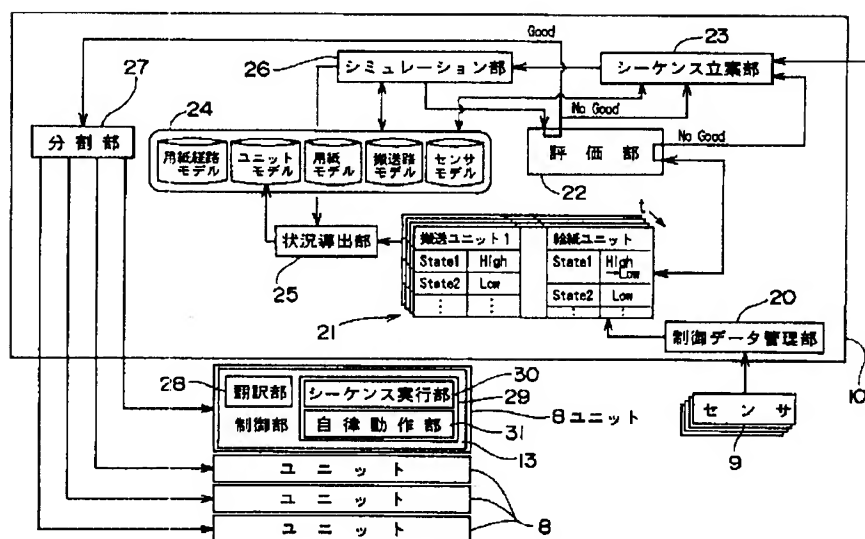 Good
23
26
シミュレーション部
シーケンス立案部
27
No Good
24
分割部
No Good
用紙経路
モデル
ユニット
モデル
用紙
モデル
搬送路
モデル
センサ
モデル
評価部
22
t
状況導出部
25
搬送ユニット1
State1 High
State2 Low
給紙ユニット
State1 High
→Low
State2 Low
21
20
制御データ管理部
10
28
翻訳部
シーケンス実行部
30
29
制御部
自律動作部
31
8ユニット
13
センサ
9
ユニット
ユニット
8
ユニット